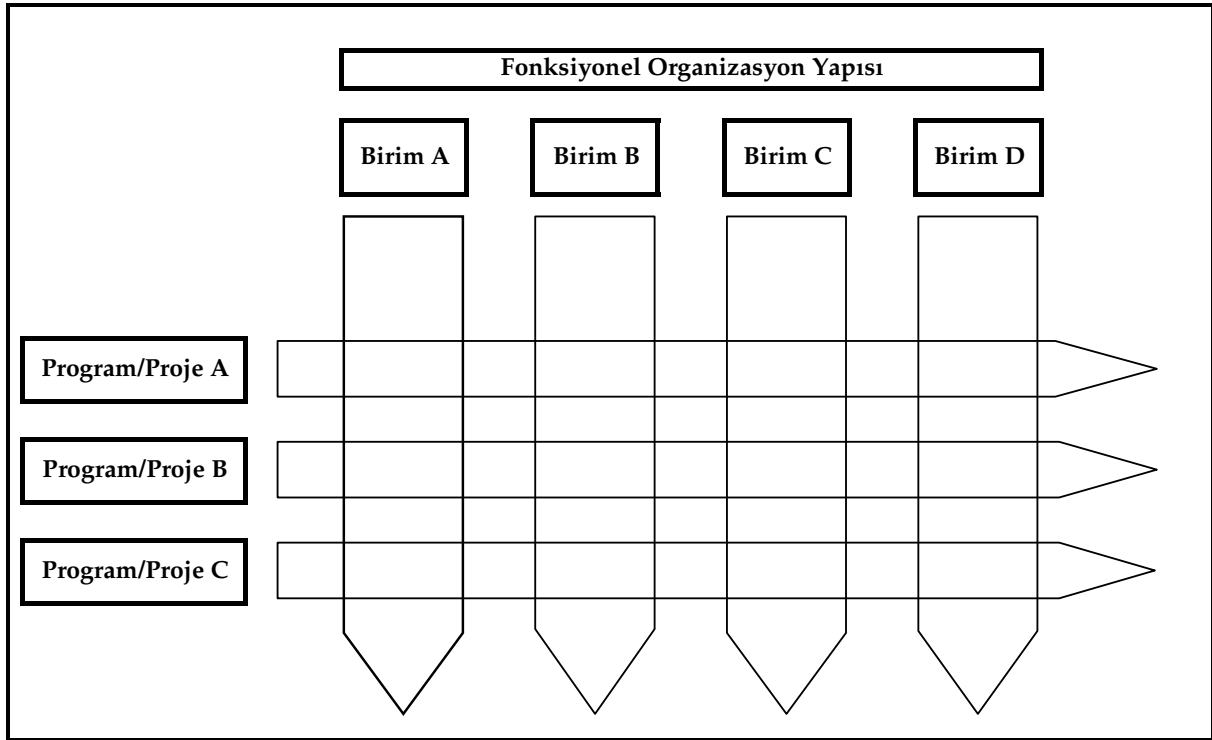 Fonksiyonel Organizasyon Yapısı
Birim A
Birim B
Birim C
Birim D
Program/Proje A
Program/Proje B
Program/Proje C